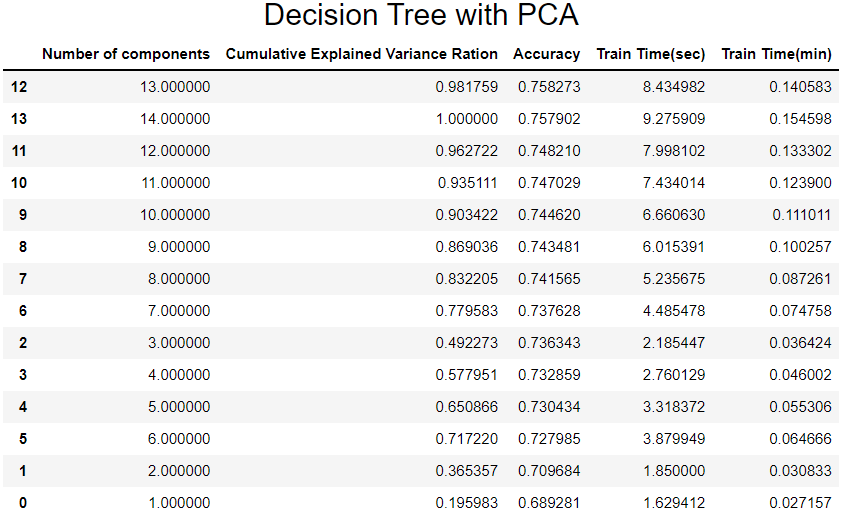 Decision Tree with PCA
Number of components Cumulative Explained Variance Ration Accuracy Train Time(sec) Train Time(min)
12 13.000000 0.981759 0.758273 8.434982 0.140583
13 14.000000 1.000000 0.757902 9.275909 0.154598
11 12.000000 0.962722 0.748210 7.998102 0.133302
10 11.000000 0.935111 0.747029 7.434014 0.123900
9 10.000000 0.903422 0.744620 6.660630 0.111011
8 9.000000 0.869036 0.743481 6.015391 0.100257
7 8.000000 0.832205 0.741565 5.235675 0.087261
6 7.000000 0.779583 0.737628 4.485478 0.074758
2 3.000000 0.492273 0.736343 2.185447 0.036424
3 4.000000 0.577951 0.732859 2.760129 0.046002
4 5.000000 0.650866 0.730434 3.318372 0.055306
5 6.000000 0.717220 0.727985 3.879949 0.064666
1 2.000000 0.365357 0.709684 1.850000 0.030833
0 1.000000 0.195983 0.689281 1.629412 0.027157